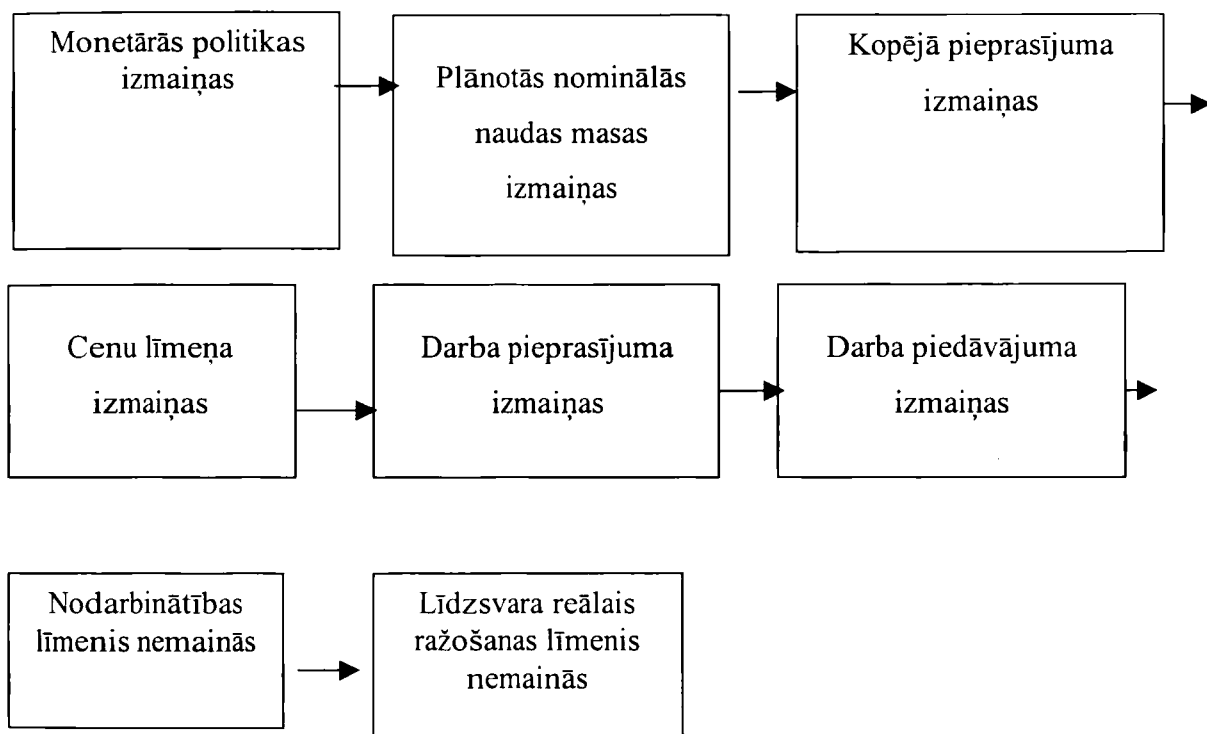 Monetārās politikas
izmaiņas
Plānotās nominālās
naudas masas
izmaiņas
Kopējā pieprasījuma
izmaiņas
Cenu līmeņa
izmaiņas
Darba pieprasījuma
izmaiņas
Darba piedāvājuma
izmaiņas
Nodarbinātības
līmenis nemainās
Līdzsvara reālais
ražošanas līmenis
nemainās